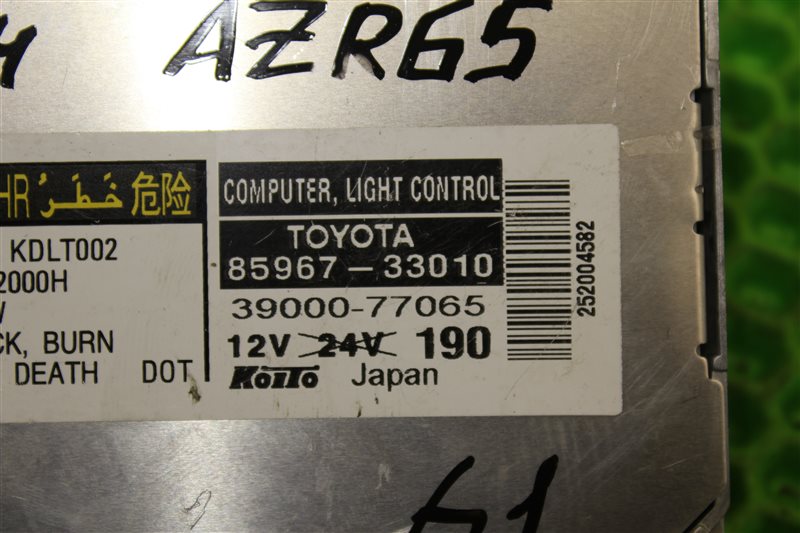 AZR65
HR خَطَرُ 危险
KDLT002
2000H
CK, BURN
DEATH DOT
COMPUTER, LIGHT CONTROL
TOYOTA
85967-33010
39000-77065
12V 24V 190
KOITO Japan
252004582
61